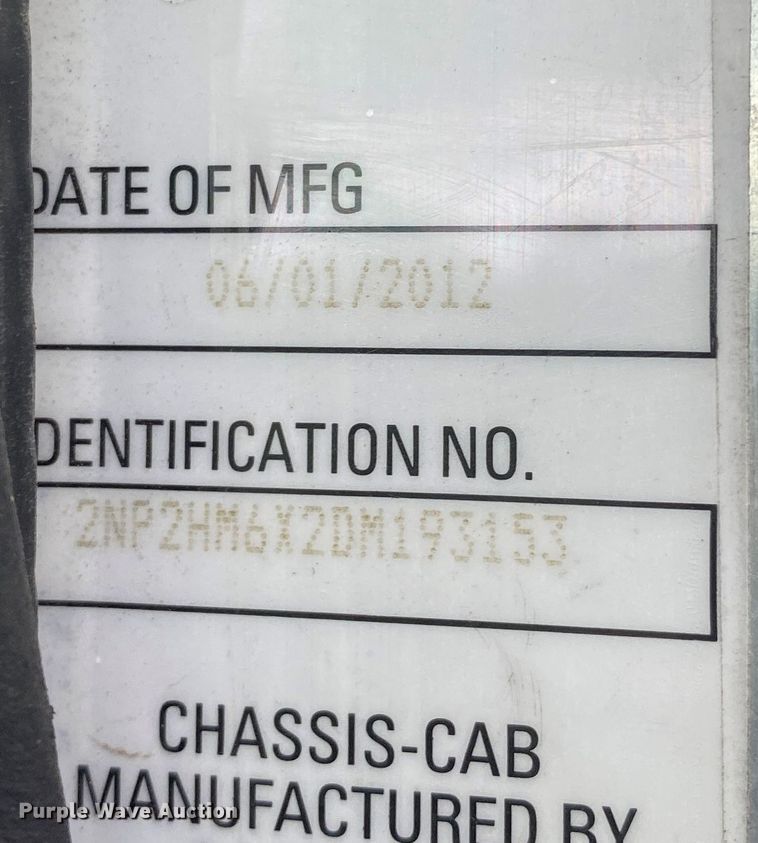 DATE OF MFG
06/01/2012
DENTIFICATION NO.
2NP2HM6X2DM193153
CHASSIS-CAB
MANUFACTURED BY
Purple Wave Auction